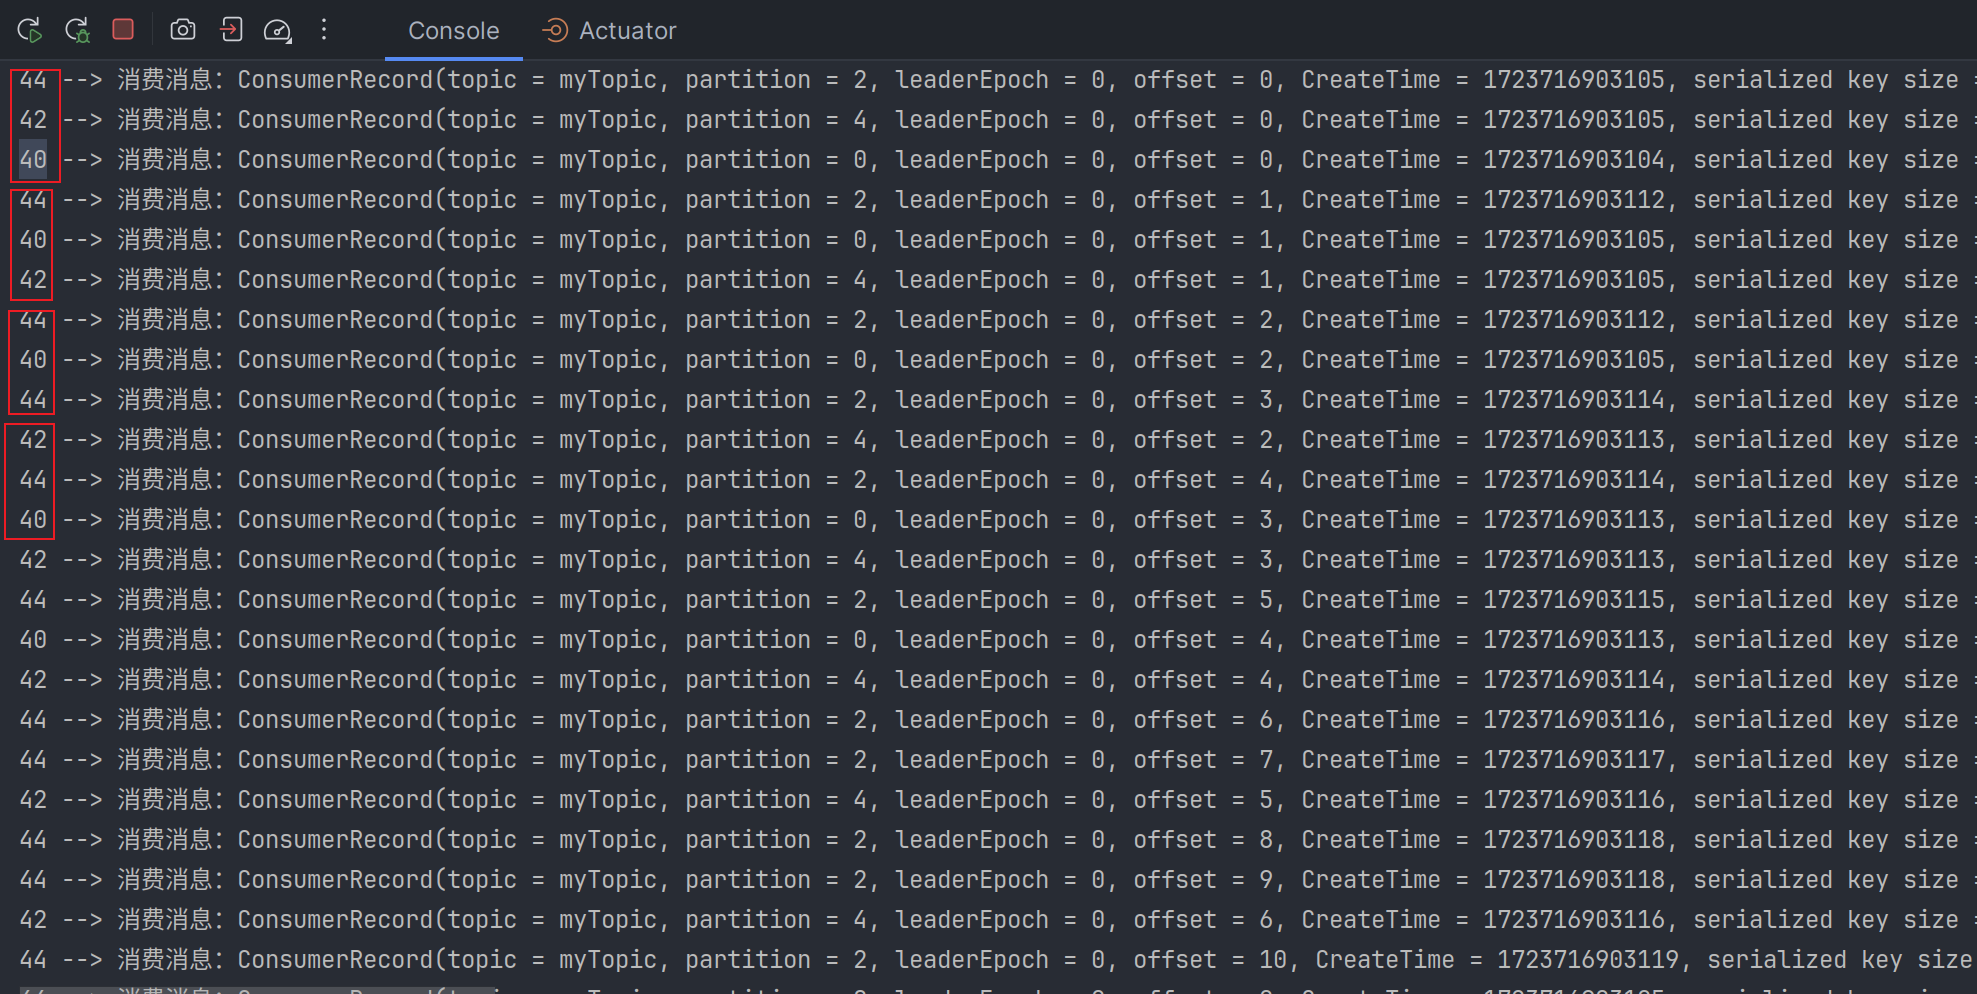 Console Actuator
44 --> 消费消息：ConsumerRecord(topic = myTopic, partition = 2, leaderEpoch = 0, offset = 0, CreateTime = 1723716903105, serialized key size =
42 --> 消费消息：ConsumerRecord(topic = myTopic, partition = 4, leaderEpoch = 0, offset = 0, CreateTime = 1723716903105, serialized key size =
40 --> 消费消息：ConsumerRecord(topic = myTopic, partition = 0, leaderEpoch = 0, offset = 0, CreateTime = 1723716903104, serialized key size =
44 --> 消费消息：ConsumerRecord(topic = myTopic, partition = 2, leaderEpoch = 0, offset = 1, CreateTime = 1723716903112, serialized key size =
40 --> 消费消息：ConsumerRecord(topic = myTopic, partition = 0, leaderEpoch = 0, offset = 1, CreateTime = 1723716903105, serialized key size =
42 --> 消费消息：ConsumerRecord(topic = myTopic, partition = 4, leaderEpoch = 0, offset = 1, CreateTime = 1723716903105, serialized key size =
44 --> 消费消息：ConsumerRecord(topic = myTopic, partition = 2, leaderEpoch = 0, offset = 2, CreateTime = 1723716903112, serialized key size =
40 --> 消费消息：ConsumerRecord(topic = myTopic, partition = 0, leaderEpoch = 0, offset = 2, CreateTime = 1723716903105, serialized key size =
44 --> 消费消息：ConsumerRecord(topic = myTopic, partition = 2, leaderEpoch = 0, offset = 3, CreateTime = 1723716903114, serialized key size =
42 --> 消费消息：ConsumerRecord(topic = myTopic, partition = 4, leaderEpoch = 0, offset = 2, CreateTime = 1723716903113, serialized key size =
44 --> 消费消息：ConsumerRecord(topic = myTopic, partition = 2, leaderEpoch = 0, offset = 4, CreateTime = 1723716903114, serialized key size =
40 --> 消费消息：ConsumerRecord(topic = myTopic, partition = 0, leaderEpoch = 0, offset = 3, CreateTime = 1723716903113, serialized key size =
42 --> 消费消息：ConsumerRecord(topic = myTopic, partition = 4, leaderEpoch = 0, offset = 3, CreateTime = 1723716903113, serialized key size =
44 --> 消费消息：ConsumerRecord(topic = myTopic, partition = 2, leaderEpoch = 0, offset = 5, CreateTime = 1723716903115, serialized key size =
40 --> 消费消息：ConsumerRecord(topic = myTopic, partition = 0, leaderEpoch = 0, offset = 4, CreateTime = 1723716903113, serialized key size =
42 --> 消费消息：ConsumerRecord(topic = myTopic, partition = 4, leaderEpoch = 0, offset = 4, CreateTime = 1723716903114, serialized key size =
44 --> 消费消息：ConsumerRecord(topic = myTopic, partition = 2, leaderEpoch = 0, offset = 6, CreateTime = 1723716903116, serialized key size =
44 --> 消费消息：ConsumerRecord(topic = myTopic, partition = 2, leaderEpoch = 0, offset = 7, CreateTime = 1723716903117, serialized key size =
42 --> 消费消息：ConsumerRecord(topic = myTopic, partition = 4, leaderEpoch = 0, offset = 5, CreateTime = 1723716903116, serialized key size =
44 --> 消费消息：ConsumerRecord(topic = myTopic, partition = 2, leaderEpoch = 0, offset = 8, CreateTime = 1723716903118, serialized key size =
44 --> 消费消息：ConsumerRecord(topic = myTopic, partition = 2, leaderEpoch = 0, offset = 9, CreateTime = 1723716903118, serialized key size =
42 --> 消费消息：ConsumerRecord(topic = myTopic, partition = 4, leaderEpoch = 0, offset = 6, CreateTime = 1723716903116, serialized key size =
44 --> 消费消息：ConsumerRecord(topic = myTopic, partition = 2, leaderEpoch = 0, offset = 10, CreateTime = 1723716903119, serialized key size